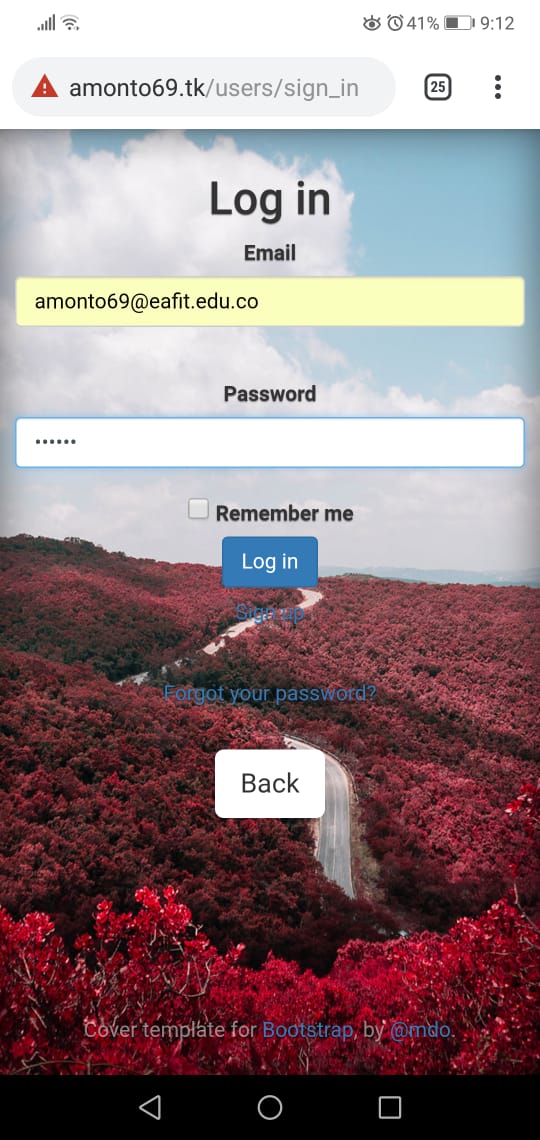 41% 9:12
amonto69.tk/users/sign_in 25
Log in
Email
amonto69@eafit.edu.co
Password
••••••
Remember me
Log in
Sign up
Forgot your password?
Back
Cover template for Bootstrap, by @mdo.